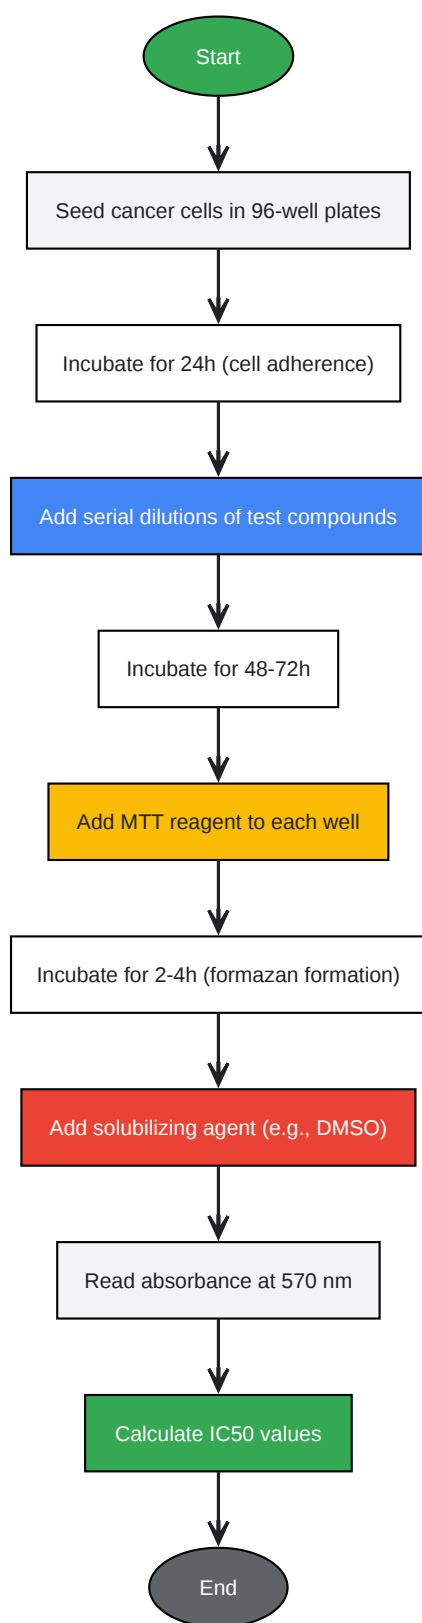 Start
Seed cancer cells in 96-well plates
Incubate for 24h (cell adherence)
Add serial dilutions of test compounds
Incubate for 48-72h
Add MTT reagent to each well
Incubate for 2-4h (formazan formation)
Add solubilizing agent (e.g., DMSO)
Read absorbance at 570 nm
Calculate IC50 values
End